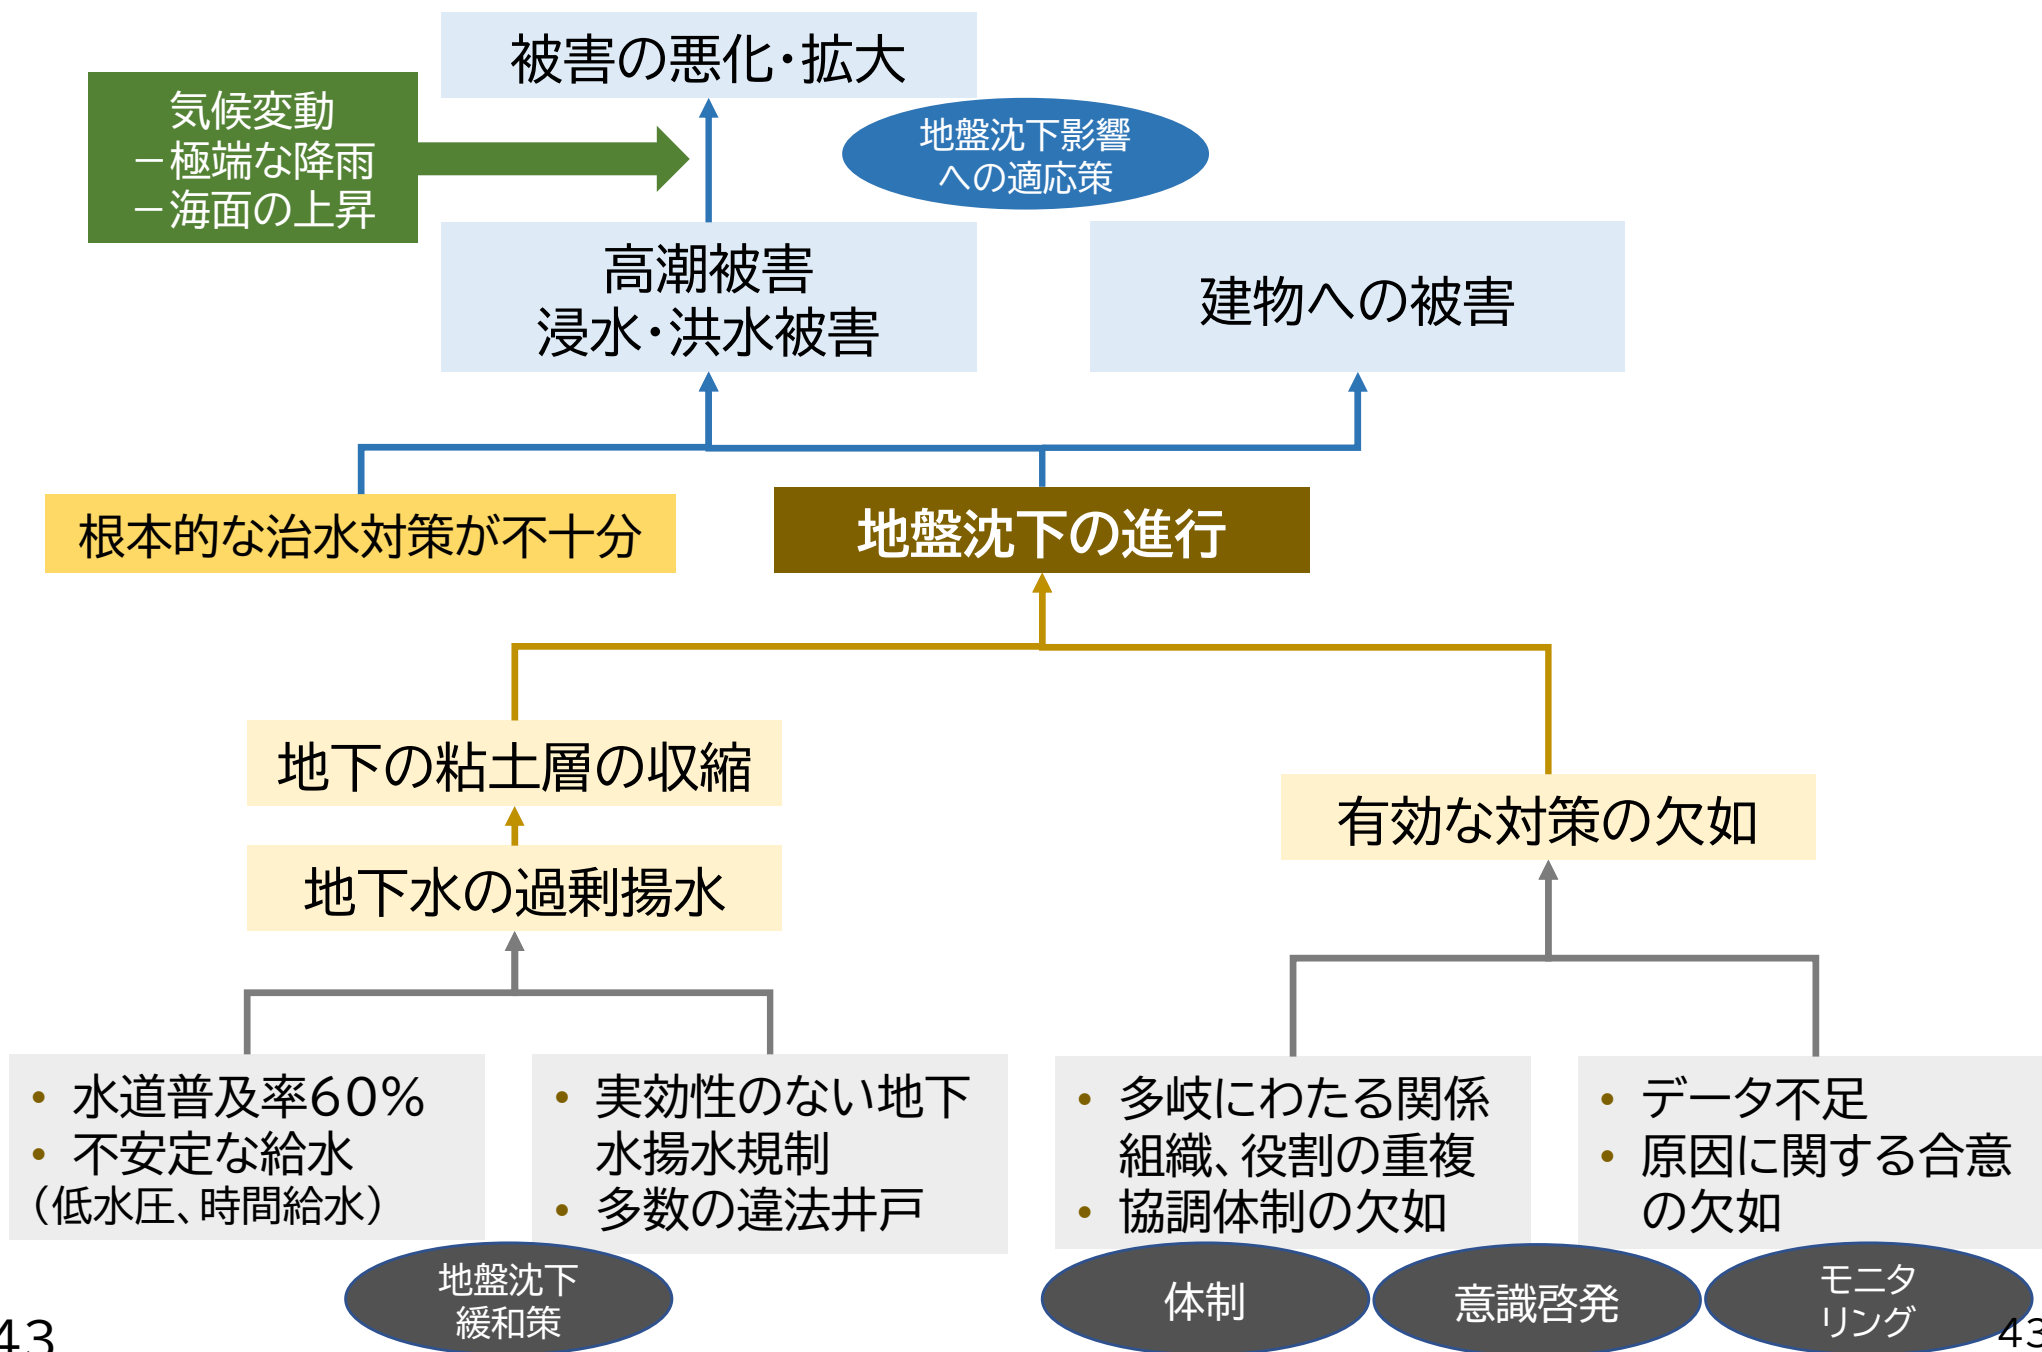 被害の悪化・拡大
気候変動
－極端な降雨
－海面の上昇
地盤沈下影響
への適応策
高潮被害
浸水・洪水被害
建物への被害
根本的な治水対策が不十分
地盤沈下の進行
地下の粘土層の収縮
有効な対策の欠如
地下水の過剰揚水
• 水道普及率60%
• 不安定な給水
（低水圧、時間給水）
• 実効性のない地下
水揚水規制
• 多数の違法井戸
• 多岐にわたる関係
組織、役割の重複
• 協調体制の欠如
• データ不足
• 原因に関する合意
の欠如
地盤沈下
緩和策
体制
意識啓発
モニタ
リング
43
43